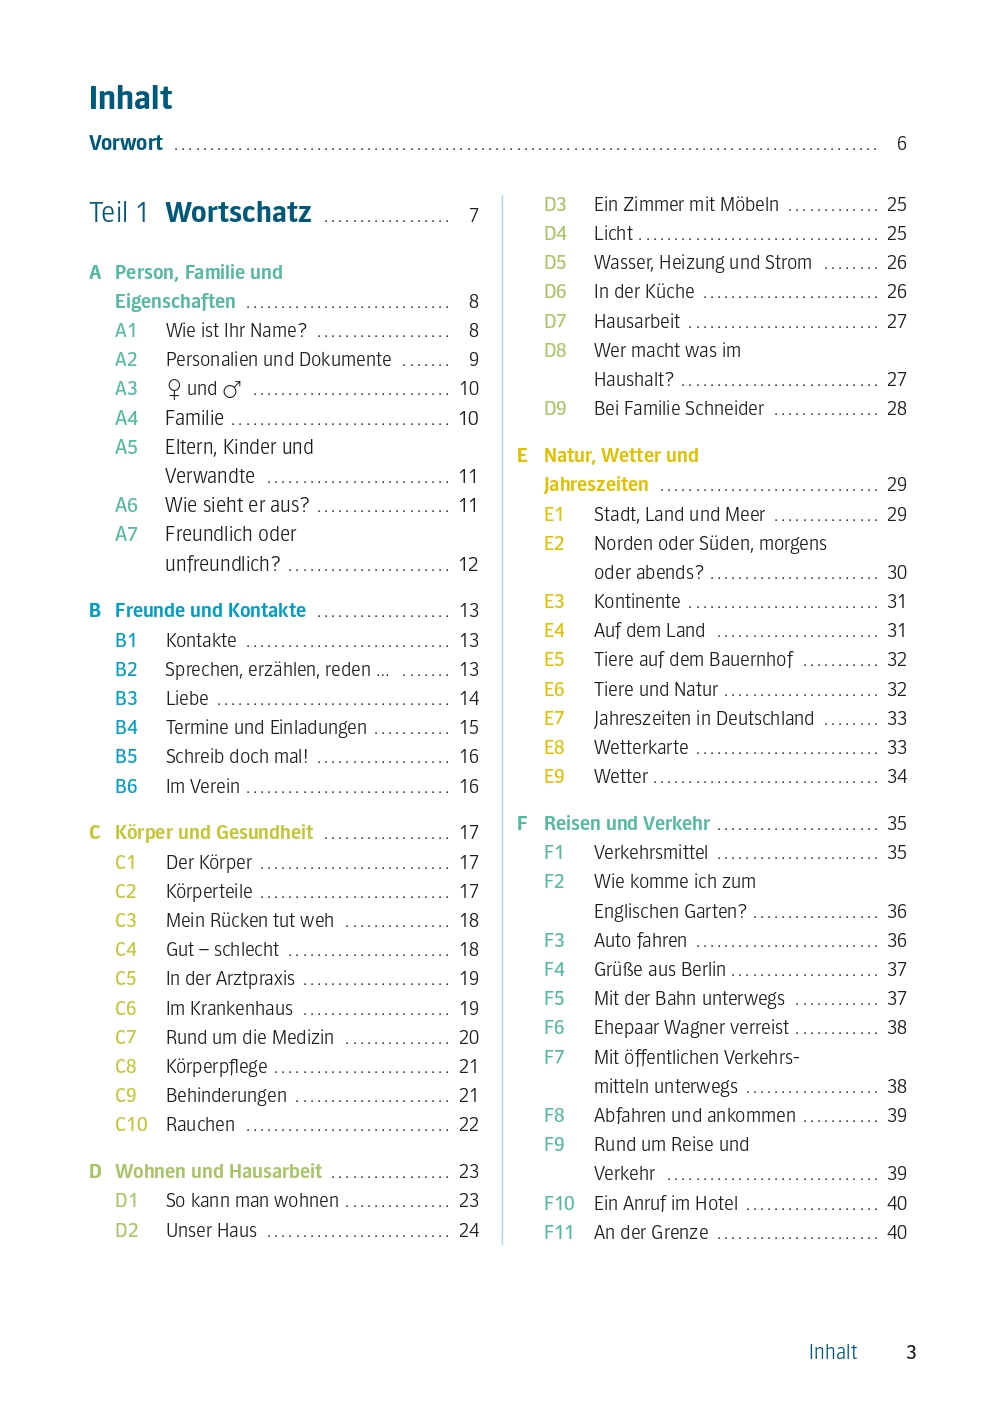 Inhalt
Vorwort .......... 6
Teil 1 Wortschatz .......... 7
A Person, Familie und
Eigenschaften .......... 8
A1 Wie ist Ihr Name? .......... 8
A2 Personalien und Dokumente .......... 9
A3 ♀ und ♂ .......... 10
A4 Familie .......... 10
A5 Eltern, Kinder und
Verwandte .......... 11
A6 Wie sieht er aus? .......... 11
A7 Freundlich oder
unfreundlich? .......... 12
B Freunde und Kontakte .......... 13
B1 Kontakte .......... 13
B2 Sprechen, erzählen, reden ... .......... 13
B3 Liebe .......... 14
B4 Termine und Einladungen .......... 15
B5 Schreib doch mal! .......... 16
B6 Im Verein .......... 16
C Körper und Gesundheit .......... 17
C1 Der Körper .......... 17
C2 Körperteile .......... 17
C3 Mein Rücken tut weh .......... 18
C4 Gut – schlecht .......... 18
C5 In der Arztpraxis .......... 19
C6 Im Krankenhaus .......... 19
C7 Rund um die Medizin .......... 20
C8 Körperpflege .......... 21
C9 Behinderungen .......... 21
C10 Rauchen .......... 22
D Wohnen und Hausarbeit .......... 23
D1 So kann man wohnen .......... 23
D2 Unser Haus .......... 24
D3 Ein Zimmer mit Möbeln .......... 25
D4 Licht .......... 25
D5 Wasser, Heizung und Strom .......... 26
D6 In der Küche .......... 26
D7 Hausarbeit .......... 27
D8 Wer macht was im
Haushalt? .......... 27
D9 Bei Familie Schneider .......... 28
E Natur, Wetter und
Jahreszeiten .......... 29
E1 Stadt, Land und Meer .......... 29
E2 Norden oder Süden, morgens
oder abends? .......... 30
E3 Kontinente .......... 31
E4 Auf dem Land .......... 31
E5 Tiere auf dem Bauernhof .......... 32
E6 Tiere und Natur .......... 32
E7 Jahreszeiten in Deutschland .......... 33
E8 Wetterkarte .......... 33
E9 Wetter .......... 34
F Reisen und Verkehr .......... 35
F1 Verkehrsmittel .......... 35
F2 Wie komme ich zum
Englischen Garten? .......... 36
F3 Auto fahren .......... 36
F4 Grüße aus Berlin .......... 37
F5 Mit der Bahn unterwegs .......... 37
F6 Ehepaar Wagner verreist .......... 38
F7 Mit öffentlichen Verkehrs-
mitteln unterwegs .......... 38
F8 Abfahren und ankommen .......... 39
F9 Rund um Reise und
Verkehr .......... 39
F10 Ein Anruf im Hotel .......... 40
F11 An der Grenze .......... 40
Inhalt 3